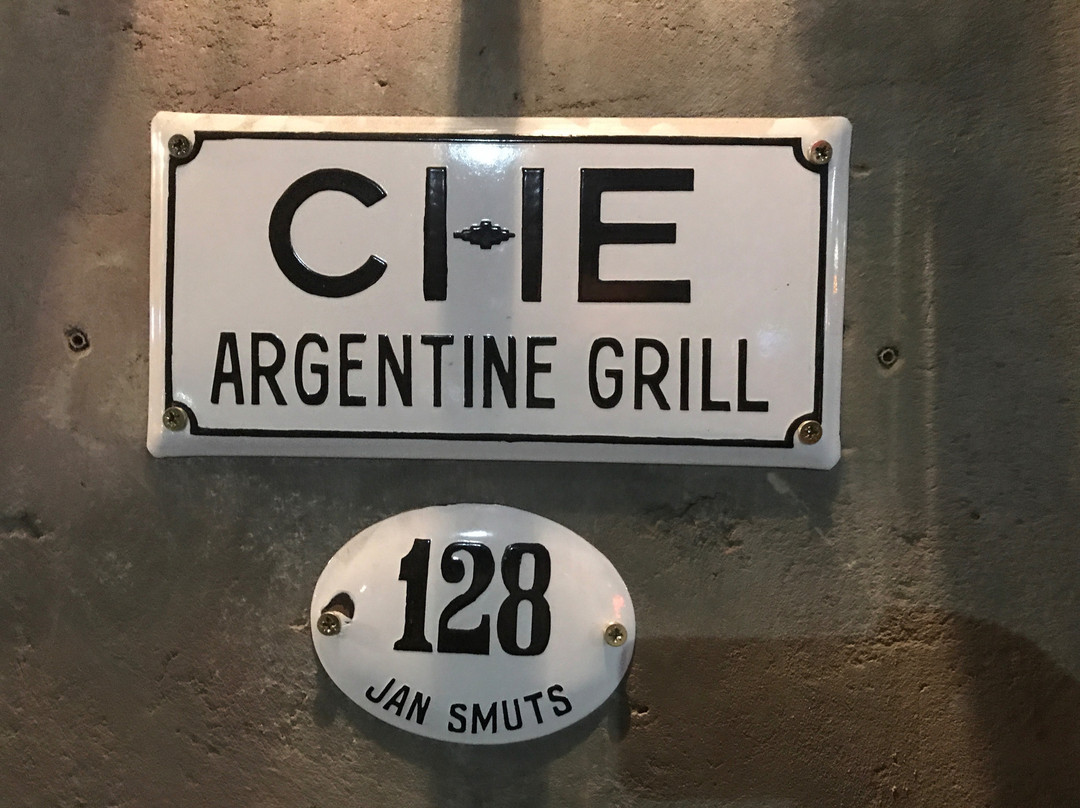 CHE
ARGENTINE GRILL
128
JAN SMUTS